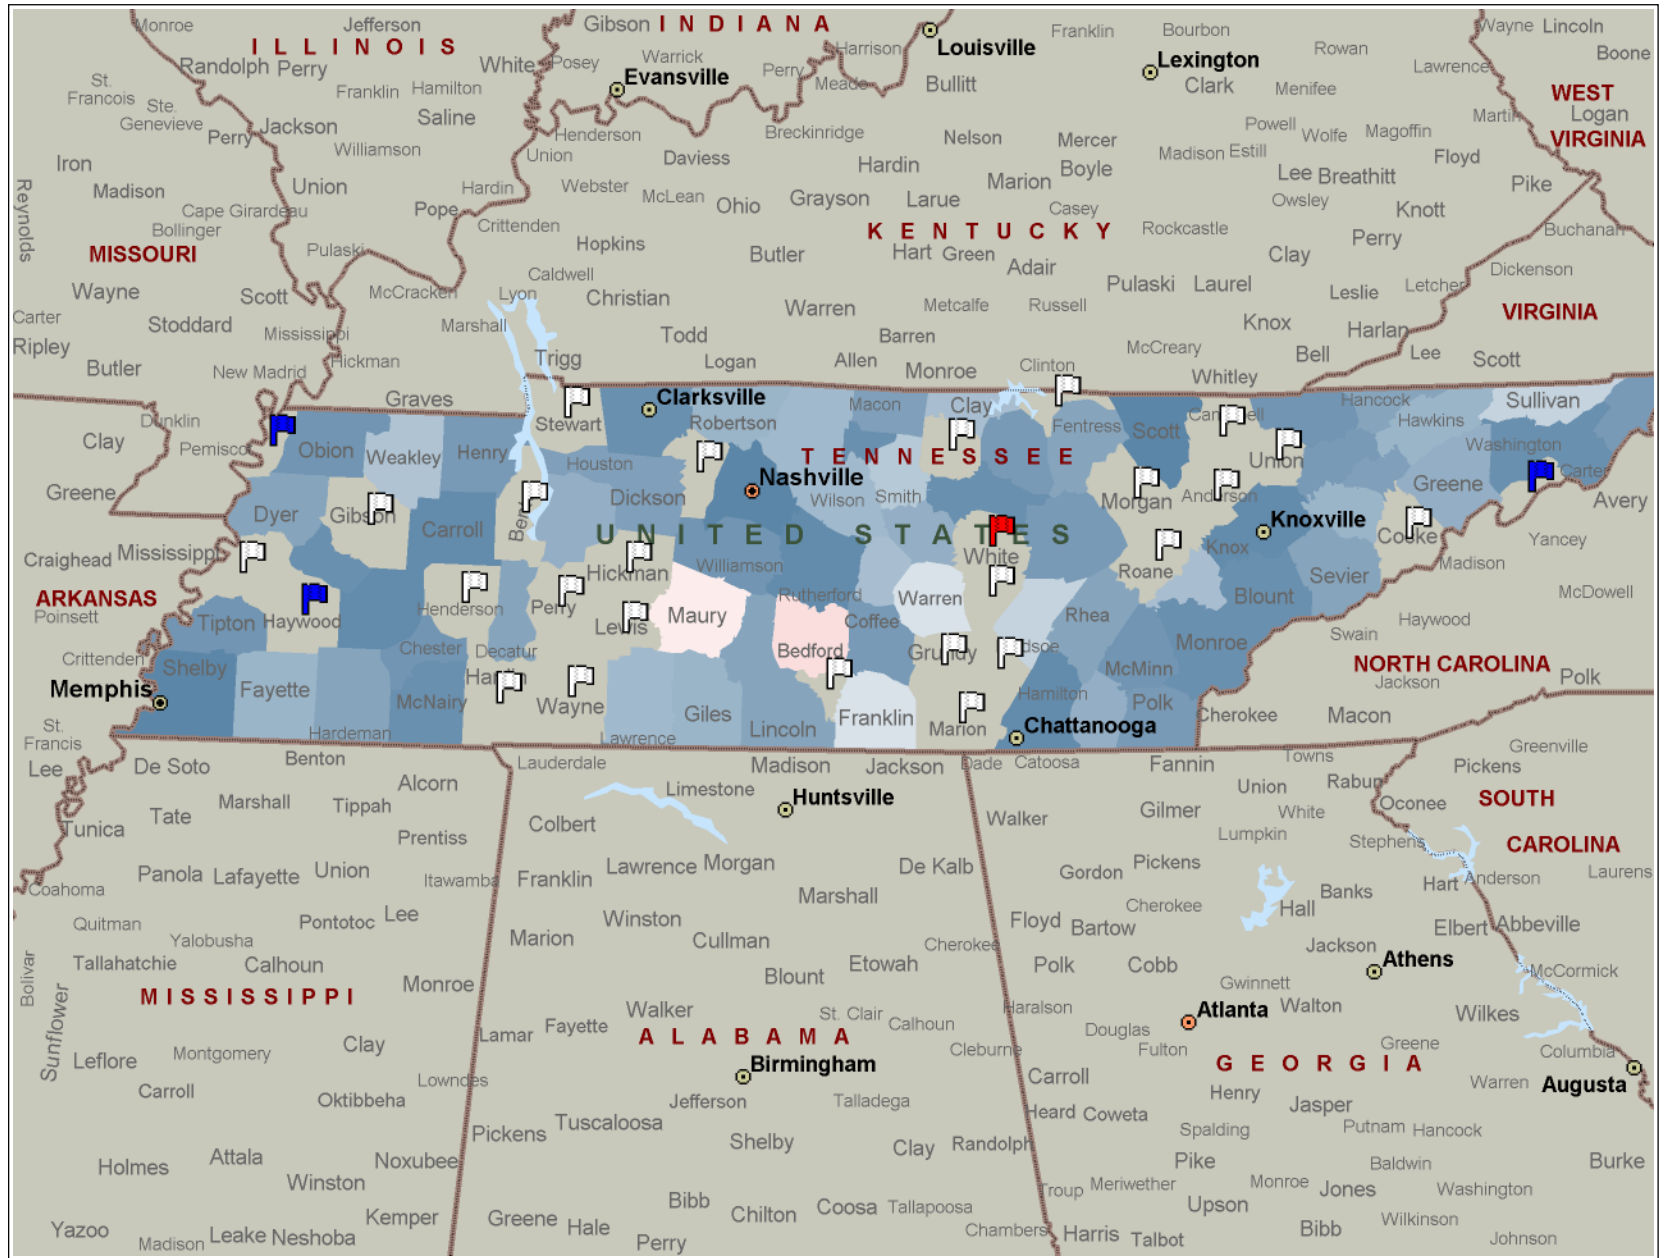 Monroe
Jefferson
Gibson
INDIANA
Louisville
Franklin
Bourbon
Wayne
Lincoln
ILLINOIS
Harrison
Rowan
Boone
Randolph
Perry
White
Posey
Warrick
Evansville
Perry
Meade
Bullitt
Lexington
Clark
Menifee
Lawrence
WEST
VIRGINIA
Logan
St.
Francois
Ste.
Genevieve
Franklin
Hamilton
Saline
Martin
Perry
Jackson
Williamson
Henderson
Union
Breckinridge
Daviess
Nelson
Hardin
Mercer
Boyle
Powell
Wolfe
Magoffin
Madison
Estill
Floyd
Iron
Madison
Union
Hardin
Webster
McLean
Ohio
Grayson
Larue
Marion
Lee
Breathitt
Pike
Reynolds
Cape Girardeau
Bollinger
Pope
Crittenden
Casey
Owsley
Knott
KENTUCKY
Rockcastle
Perry
Buchanan
MISSOURI
Pulaski
Hopkins
Butler
Hart
Green
Adair
Clay
Dickenson
Wayne
Scott
McCracken
Caldwell
Lyon
Christian
Warren
Metcalfe
Russell
Pulaski
Laurel
Leslie
Letcher
VIRGINIA
Carter
Stoddard
Mississippi
Marshall
Todd
Barren
Knox
Harlan
Ripley
Butler
New Madrid
Hickman
Trigg
Logan
Allen
Monroe
Clinton
McCreary
Whitley
Bell
Lee
Scott
Graves
Stewart
Clarksville
Robertson
Macon
Clay
Fentress
Scott
Hancock
Hawkins
Sullivan
Dunklin
Clay
Pemiscot
Obion
Weakley
Henry
Houston
TENNESSEE
Union
Washington
Carter
Greene
Nashville
Dickson
Wilson
Smith
Morgan
Anderson
Greene
Avery
Dyer
Gibson
Carroll
UNITED STATES
White
Knoxville
Knox
Cocke
Yancey
Craighead
Mississippi
Hickman
Williamson
Roane
Sevier
Madison
ARKANSAS
Poinsett
Tipton
Haywood
Henderson
Perry
Lewis
Maury
Rutherford
Warren
Coffee
Rhea
Blount
Haywood
McDowell
Swain
Crittenden
Shelby
Chester
Decatur
Bedford
Grundy
McMinn
Monroe
NORTH CAROLINA
Jackson
Polk
Memphis
Fayette
McNairy
Wayne
Giles
Lincoln
Franklin
Marion
Hamilton
Polk
Chattanooga
Cherokee
Macon
St.
Francis
Hardeman
Lawrence
Lee
De Soto
Benton
Alcorn
Lauderdale
Madison
Jackson
Dade
Catoosa
Fannin
Towns
Greenville
Pickens
Marshall
Tippah
Limestone
Huntsville
Union
Rabun
Oconee
SOUTH
CAROLINA
Tunica
Tate
Prentiss
Colbert
Walker
Gilmer
White
Lumpkin
Stephens
Panola
Lafayette
Union
Itawamba
Franklin
Lawrence
Morgan
De Kalb
Gordon
Pickens
Hart
Anderson
Laurens
Coahoma
Marshall
Banks
Hall
Quitman
Pontotoc
Lee
Winston
Floyd
Bartow
Cherokee
Elbert
Abbeville
Yalobusha
Marion
Cullman
Cherokee
Jackson
Bolivar
Tallahatchie
Calhoun
Blount
Etowah
Polk
Cobb
Athens
McCormick
Sunflower
MISSISSIPPI
Monroe
Walker
St. Clair
Calhoun
Haralson
Gwinnett
Walton
Wilkes
Lamar
Fayette
ALABAMA
Douglas
Atlanta
Fulton
Leflore
Montgomery
Clay
Cleburne
GEORGIA
Greene
Columbia
Birmingham
Carroll
Henry
Warren
Augusta
Carroll
Lowndes
Oktibbeha
Jefferson
Talladega
Heard
Coweta
Jasper
Pickens
Tuscaloosa
Shelby
Clay
Randolph
Spalding
Putnam
Hancock
Holmes
Attala
Noxubee
Pike
Baldwin
Burke
Winston
Troup
Meriwether
Monroe
Jones
Washington
Bibb
Chilton
Coosa
Tallapoosa
Upson
Yazoo
Madison
Leake
Neshoba
Kemper
Greene
Hale
Perry
Chambers
Harris
Talbot
Bibb
Wilkinson
Johnson